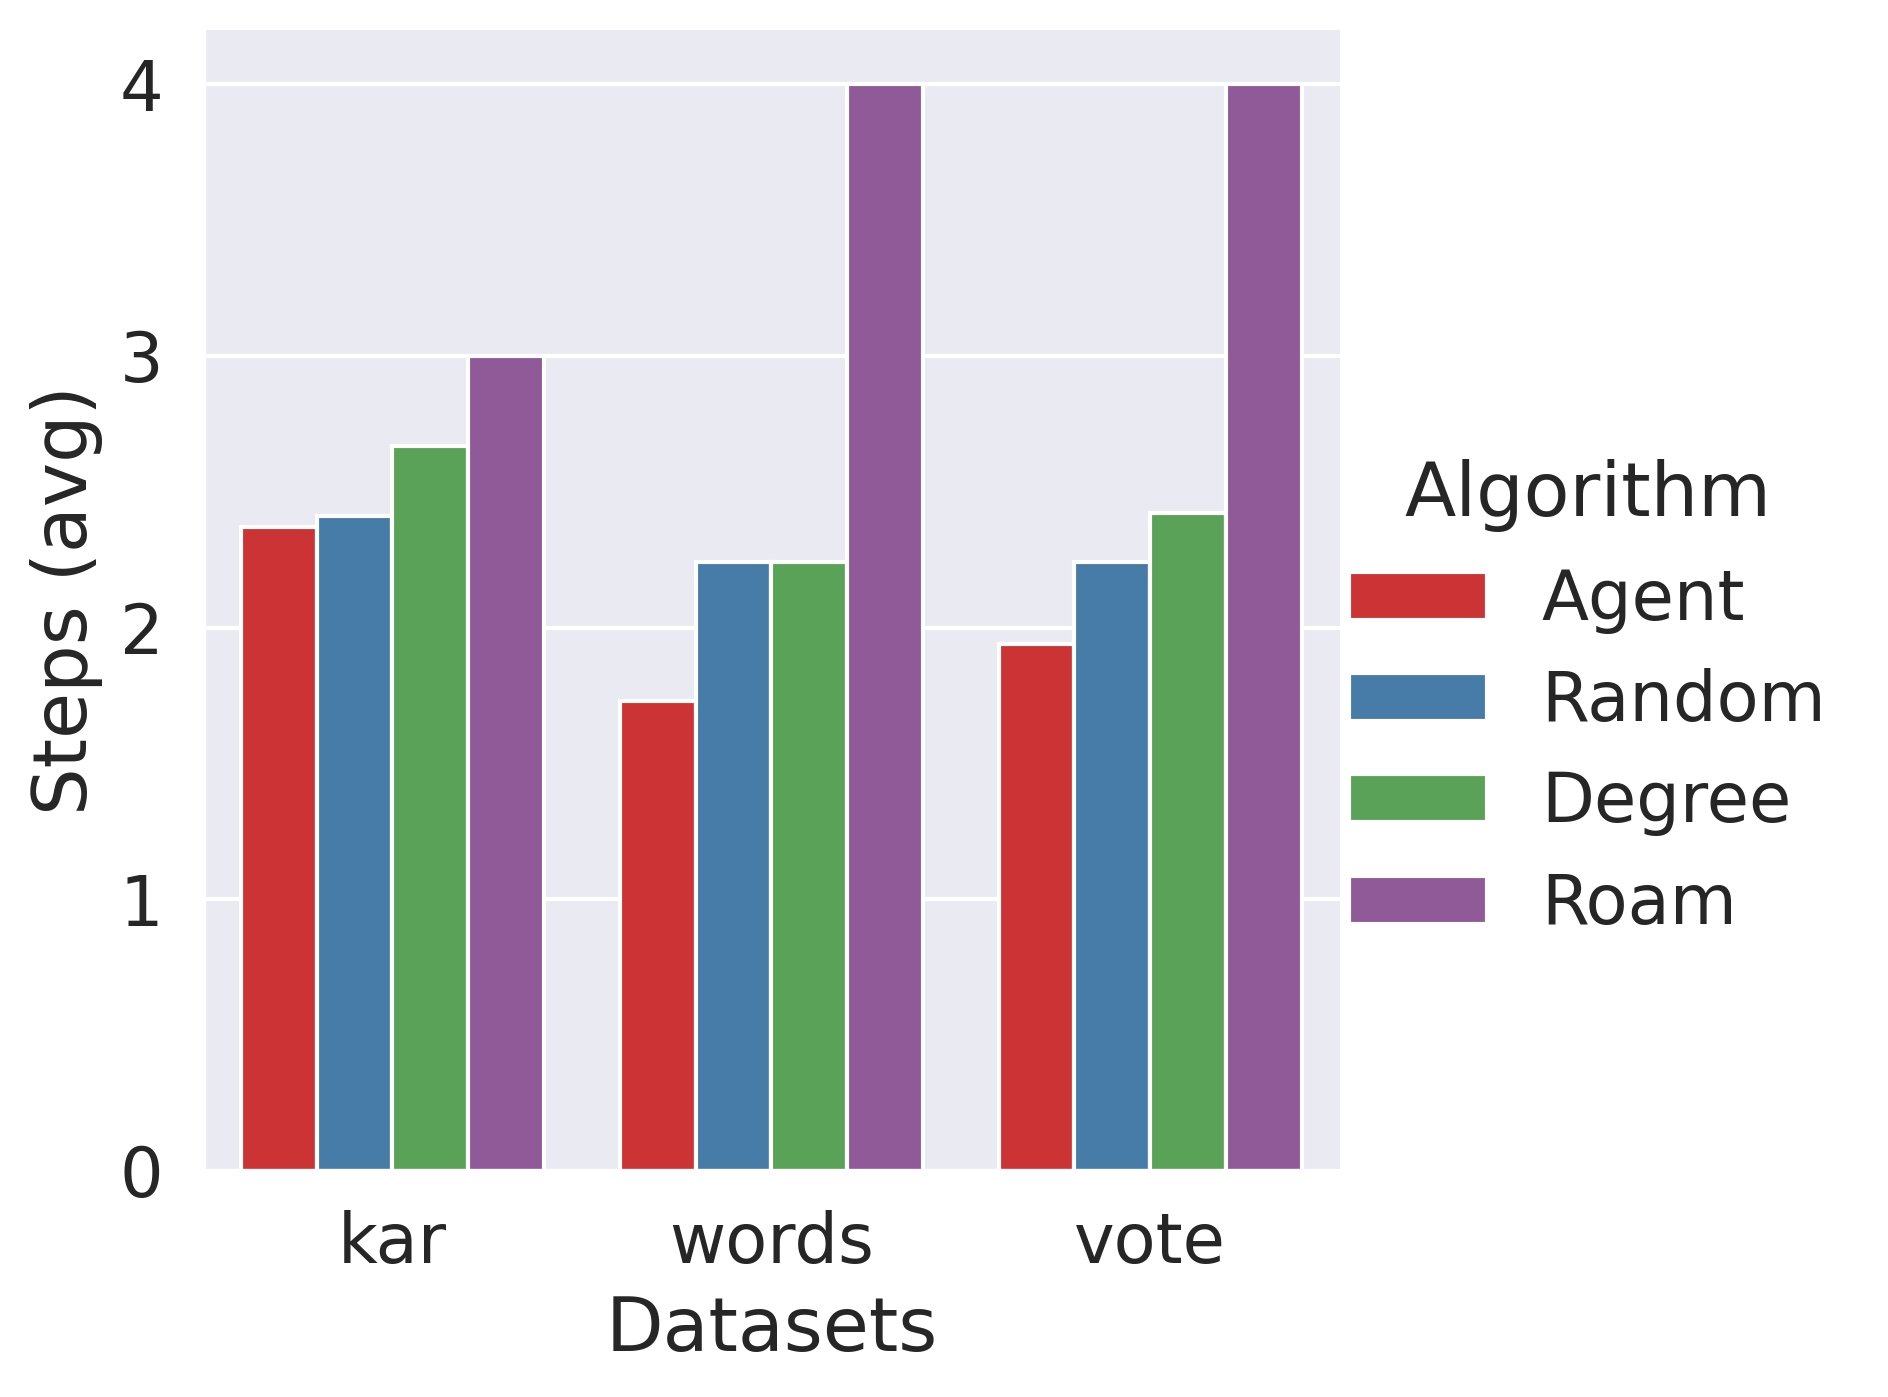 4
3
2
1
0
Steps (avg)
kar words vote
Datasets
Algorithm
Agent
Random
Degree
Roam